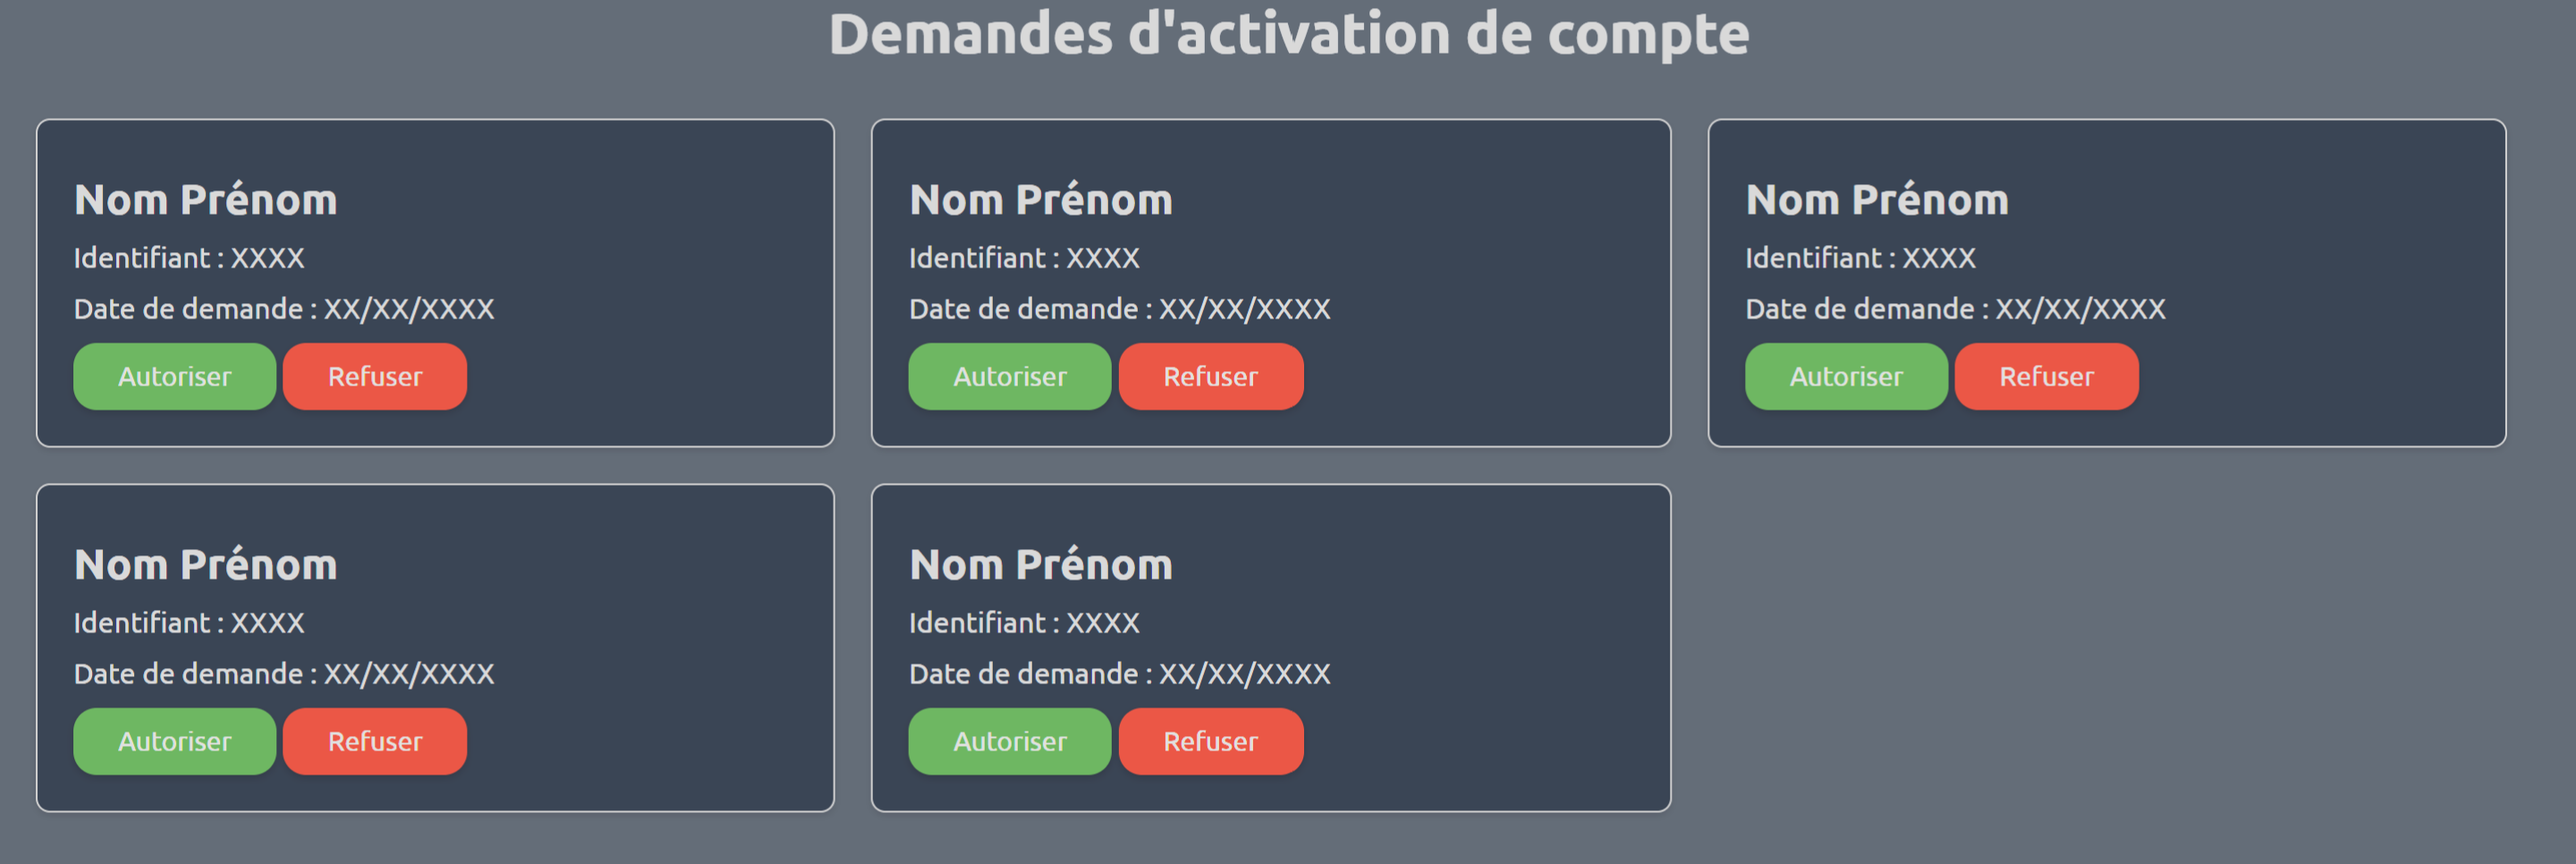 Demandes d'activation de compte
Nom Prénom
Identifiant : XXXX
Date de demande : XX/XX/XXXX
Autoriser Refuser
Nom Prénom
Identifiant : XXXX
Date de demande : XX/XX/XXXX
Autoriser Refuser
Nom Prénom
Identifiant : XXXX
Date de demande : XX/XX/XXXX
Autoriser Refuser
Nom Prénom
Identifiant : XXXX
Date de demande : XX/XX/XXXX
Autoriser Refuser
Nom Prénom
Identifiant : XXXX
Date de demande : XX/XX/XXXX
Autoriser Refuser